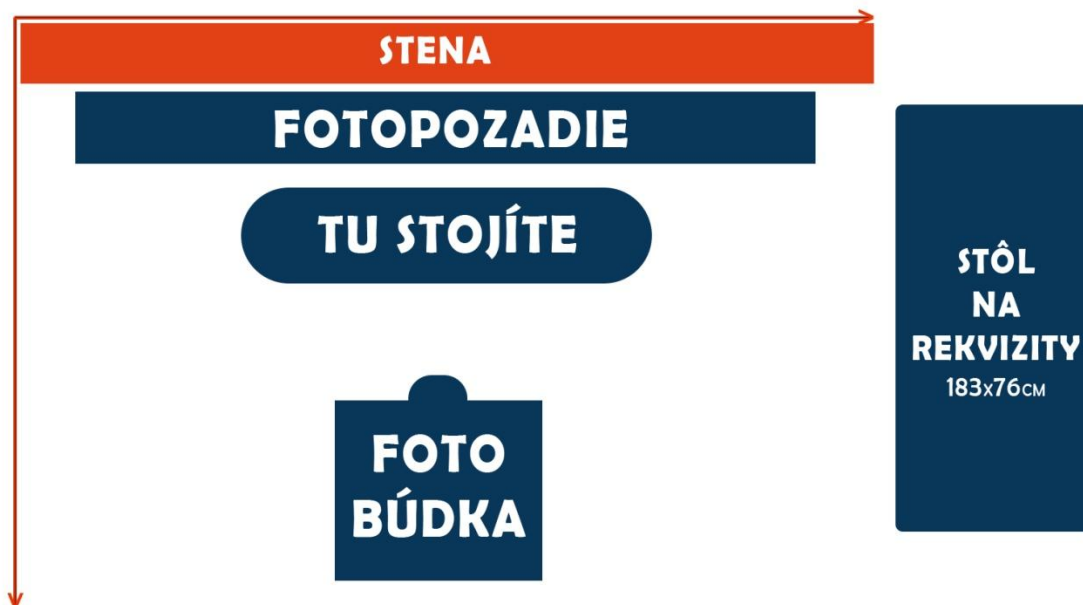 STENA
FOTOPOZADIE
TU STOJÍTE
FOTO
BÚDKA
STÔL
NA
REKVIZITY
183x76cm